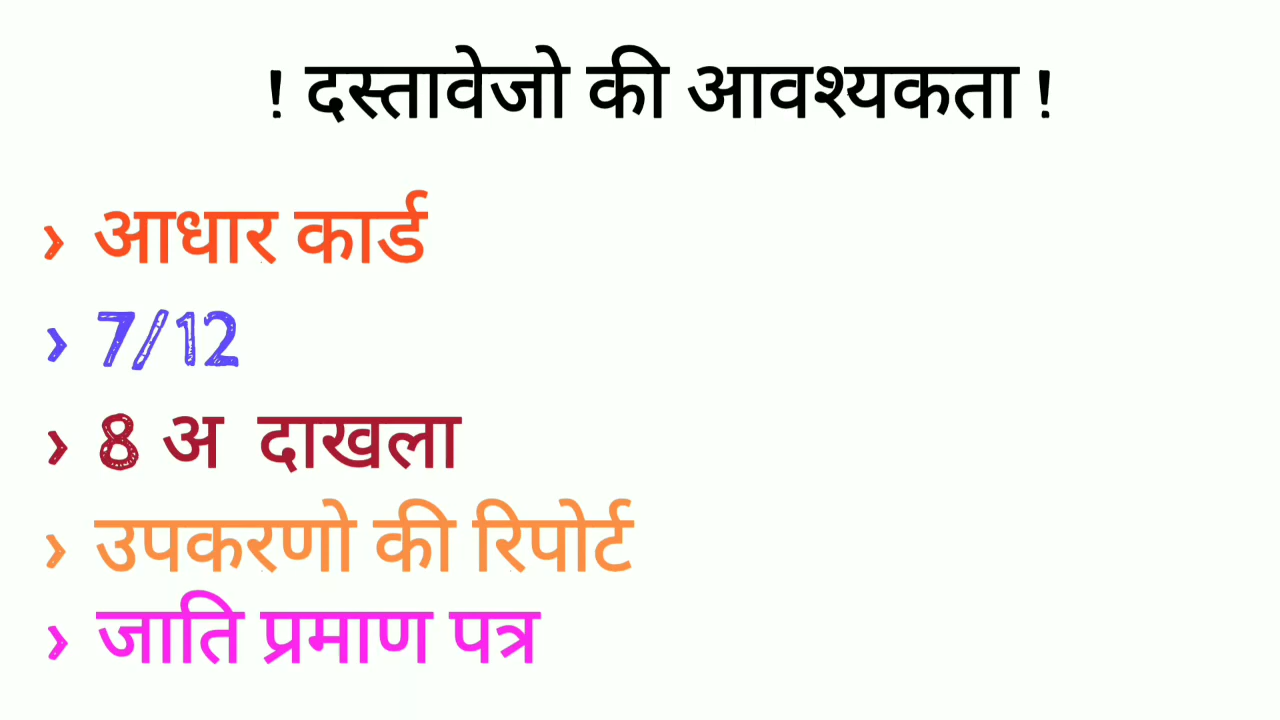 ! दस्तावेजो की आवश्यकता !
› आधार कार्ड
› 7/12
› 8 अ दाखला
› उपकरणो की रिपोर्ट
› जाति प्रमाण पत्र